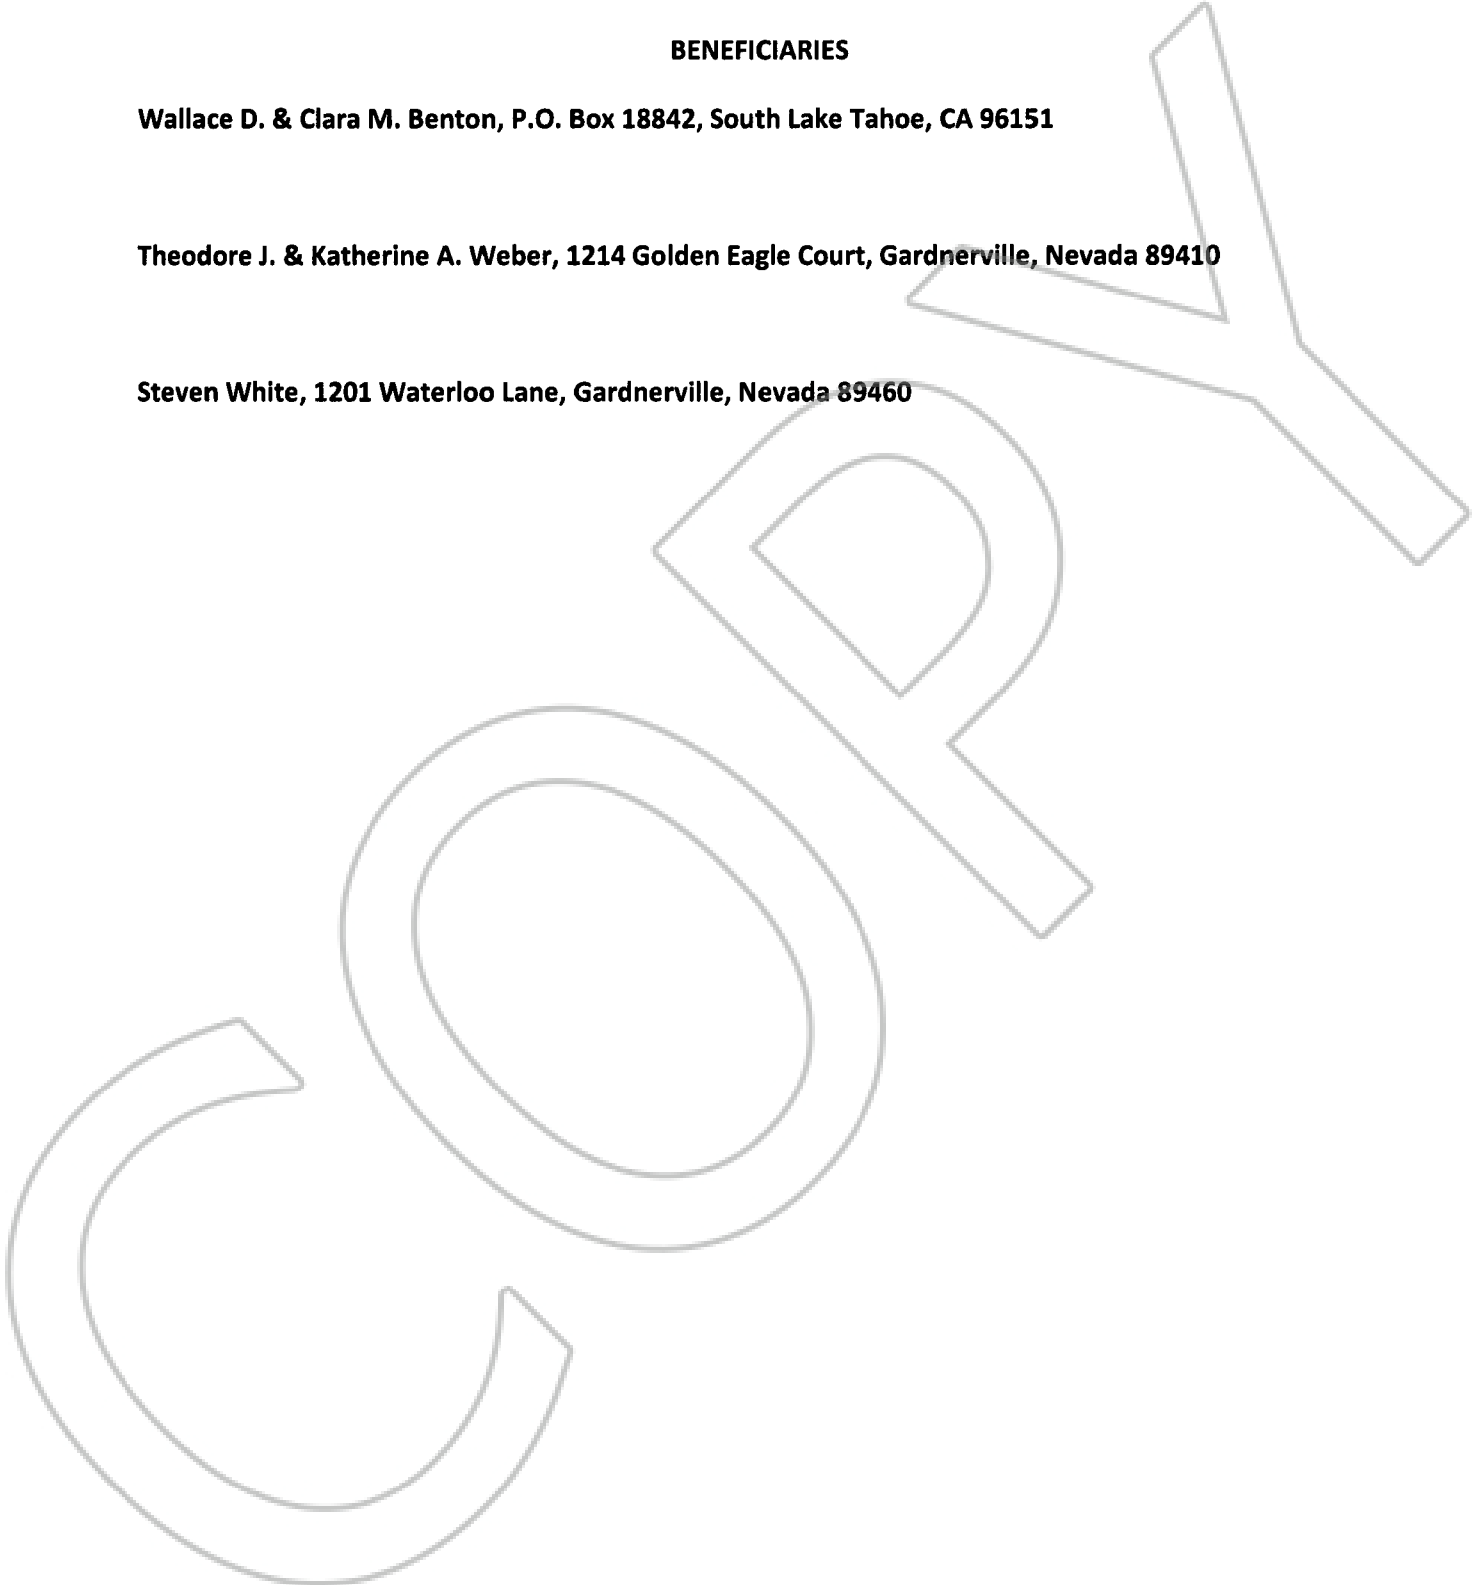 BENEFICIARIES
Wallace D. & Clara M. Benton, P.O. Box 18842, South Lake Tahoe, CA 96151
Theodore J. & Katherine A. Weber, 1214 Golden Eagle Court, Gardnerville, Nevada 89410
Steven White, 1201 Waterloo Lane, Gardnerville, Nevada 89460
COPY